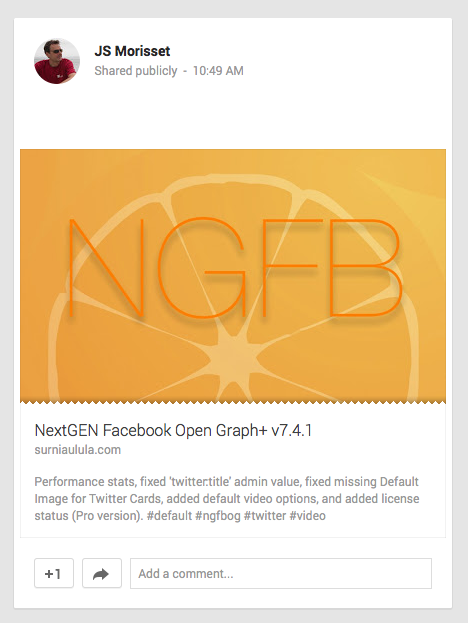 JS Morisset
Shared publicly - 10:49 AM
NGFB
NextGEN Facebook Open Graph+ v7.4.1
surniaulula.com
Performance stats, fixed 'twitter:title' admin value, fixed missing Default
Image for Twitter Cards, added default video options, and added license
status (Pro version). #default #ngfbog #twitter #video
+1
Add a comment...